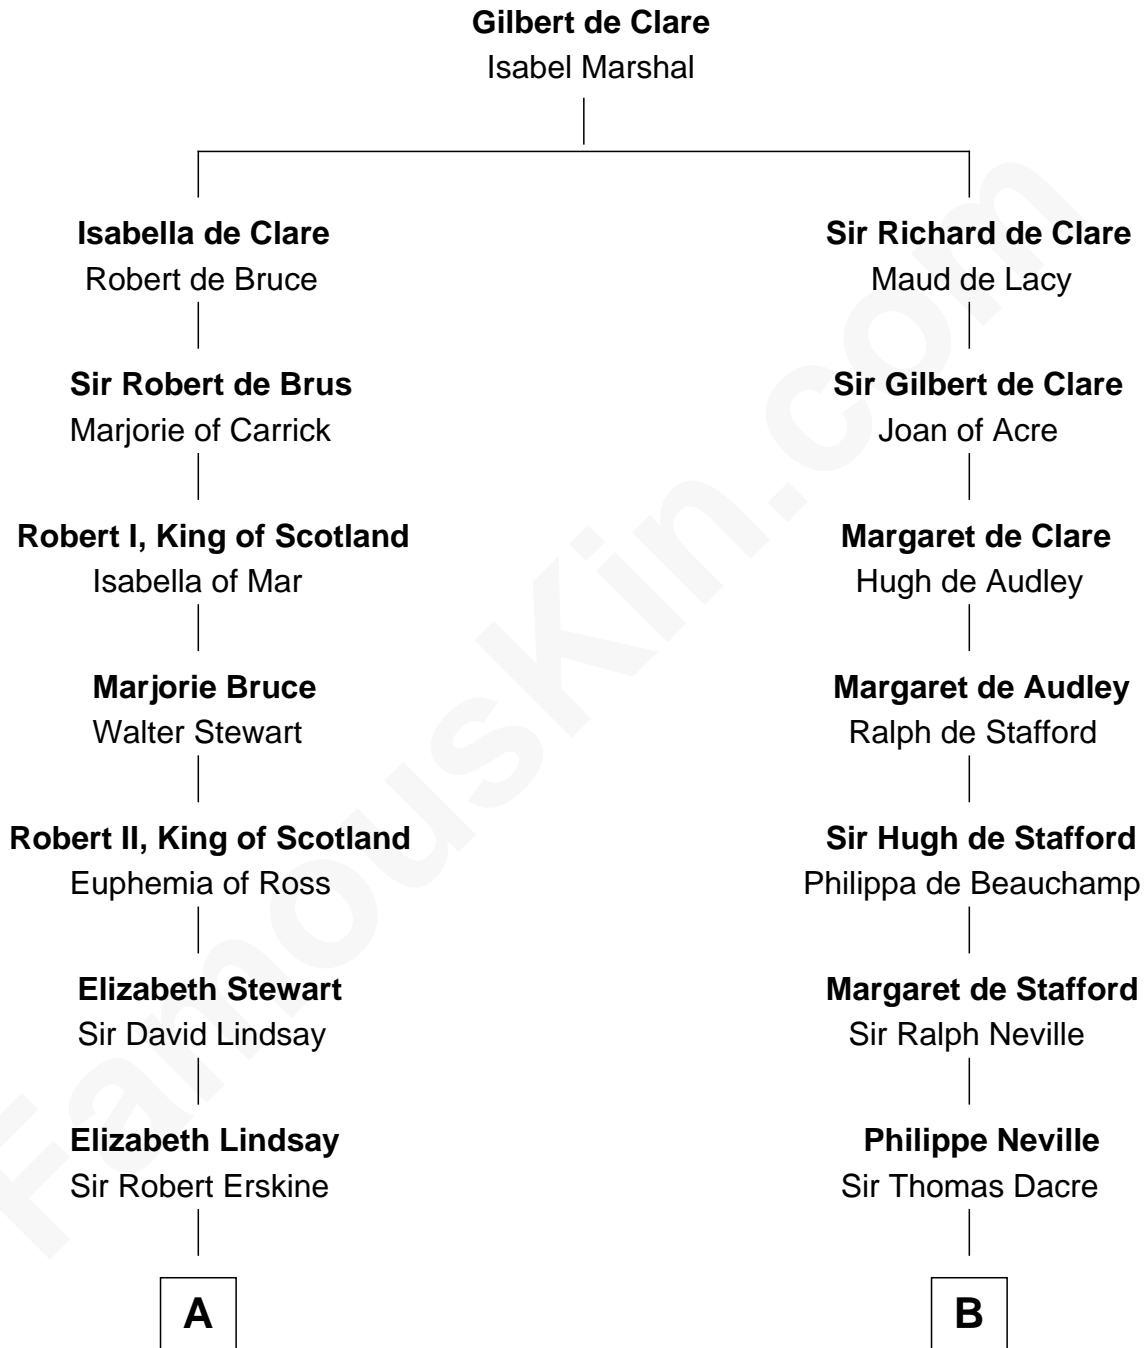 Gilbert de Clare
Isabel Marshal
Isabella de Clare
Robert de Bruce
Sir Richard de Clare
Maud de Lacy
Sir Robert de Brus
Marjorie of Carrick
Sir Gilbert de Clare
Joan of Acre
Robert I, King of Scotland
Isabella of Mar
Margaret de Clare
Hugh de Audley
Marjorie Bruce
Walter Stewart
Margaret de Audley
Ralph de Stafford
Robert II, King of Scotland
Euphemia of Ross
Sir Hugh de Stafford
Philippa de Beauchamp
Elizabeth Stewart
Sir David Lindsay
Margaret de Stafford
Sir Ralph Neville
Elizabeth Lindsay
Sir Robert Erskine
Philippe Neville
Sir Thomas Dacre
A
B
FamousKin.com